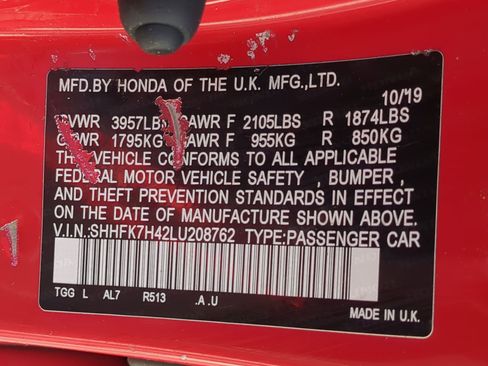 MFD.BY HONDA OF THE U.K. MFG.,LTD.
10/19
GVWR 3957LBS GAWR F 2105LBS R 1874LBS
GVWR 1795KG GAWR F 955KG R 850KG
THIS VEHICLE CONFORMS TO ALL APPLICABLE
FEDERAL MOTOR VEHICLE SAFETY , BUMPER ,
AND THEFT PREVENTION STANDARDS IN EFFECT
ON THE DATE OF MANUFACTURE SHOWN ABOVE.
V.I.N.:SHHFK7H42LU208762 TYPE:PASSENGER CAR
TGG L AL7 R513 .A.U
MADE IN U.K.